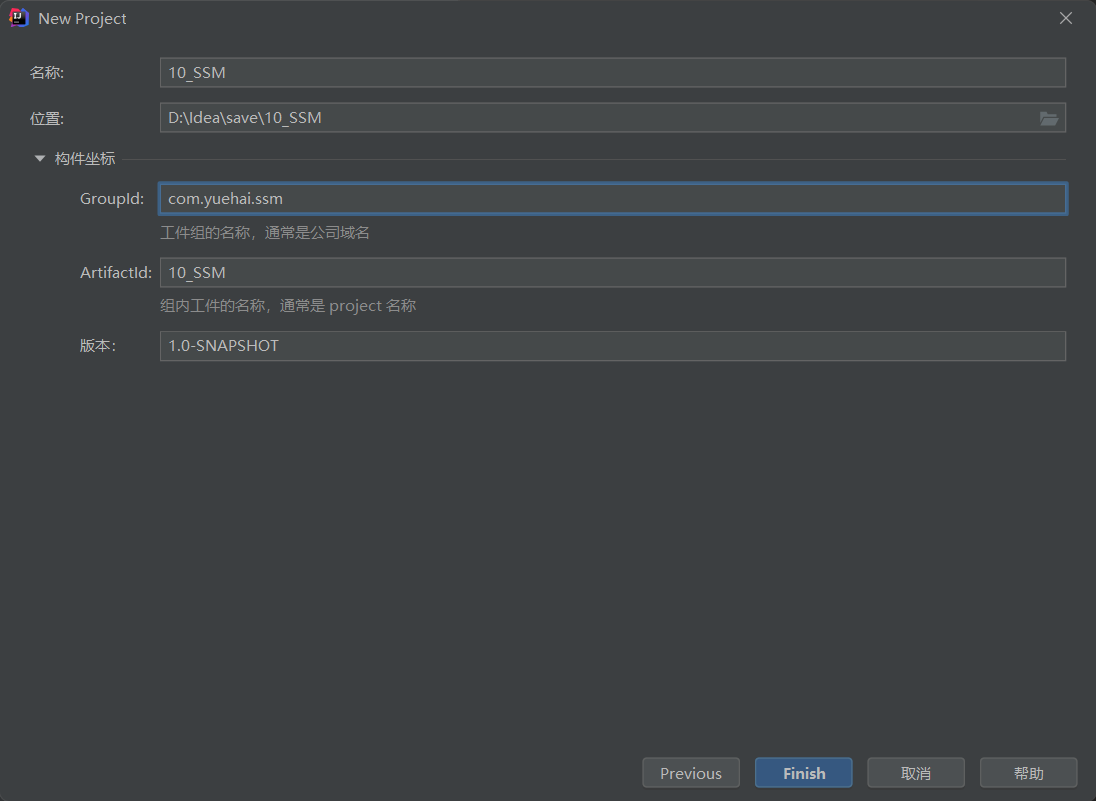 New Project
名称: 10_SSM
位置: D:\Idea\save\10_SSM
构件坐标
GroupId: com.yuehai.ssm
工件组的名称，通常是公司域名
ArtifactId: 10_SSM
组内工件的名称，通常是 project 名称
版本: 1.0-SNAPSHOT
Previous Finish 取消 帮助